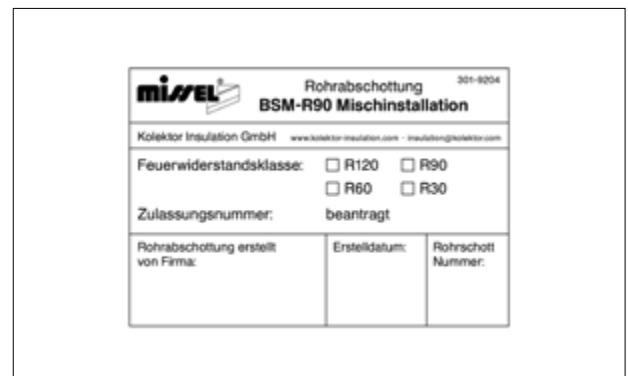 missel® Rohrabschottung 301-9204
BSM-R90 Mischinstallation
Kolektor Insulation GmbH www.kolektor-insulation.com - insulation@kolektor.com
Feuerwiderstandsklasse: ☐ R120 ☐ R90
☐ R60 ☐ R30
Zulassungsnummer: beantragt
Rohrabschottung erstellt Erstelldatum: Rohrschott
von Firma: Nummer: